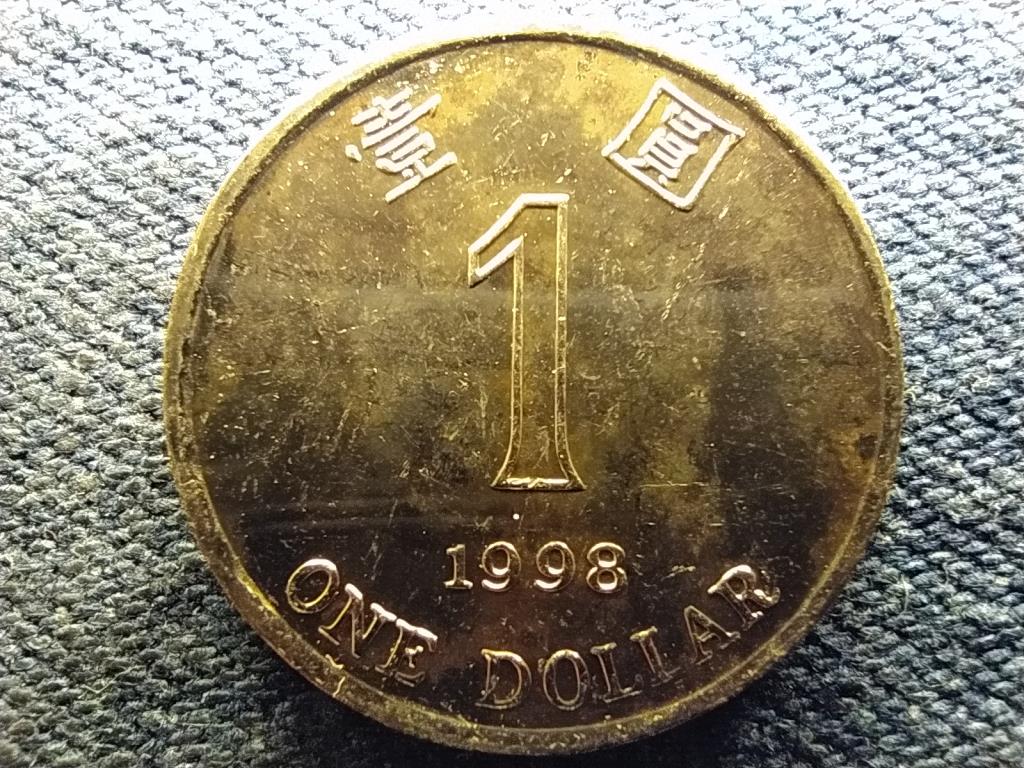 壹 圓
1
1998
ONE DOLLAR